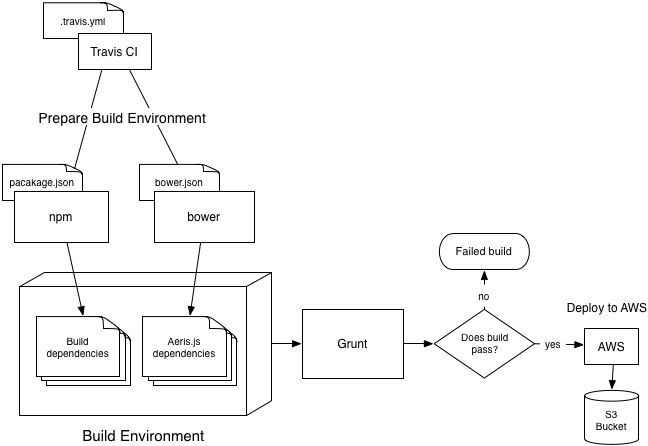 .travis.yml
Travis CI
Prepare Build Environment
pacakage.json
bower.json
npm
bower
Failed build
no
Deploy to AWS
Build
dependencies
Aeris.js
dependencies
Grunt
Does build
pass?
yes
AWS
S3
Bucket
Build Environment